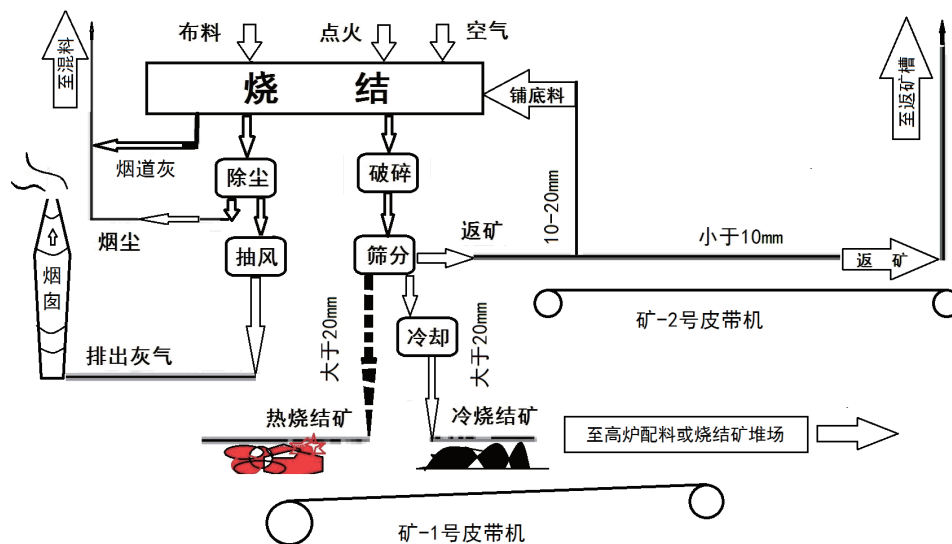 布料
点火
空气
至混料
烧 结
铺底料
至返矿槽
烟道灰
除尘
破碎
10-20mm
烟尘
返矿
小于10mm
抽风
筛分
返 矿
烟囱
大于20mm
冷却
大于20mm
矿-2号皮带机
排出灰气
热烧结矿
冷烧结矿
至高炉配料或烧结矿堆场
矿-1号皮带机